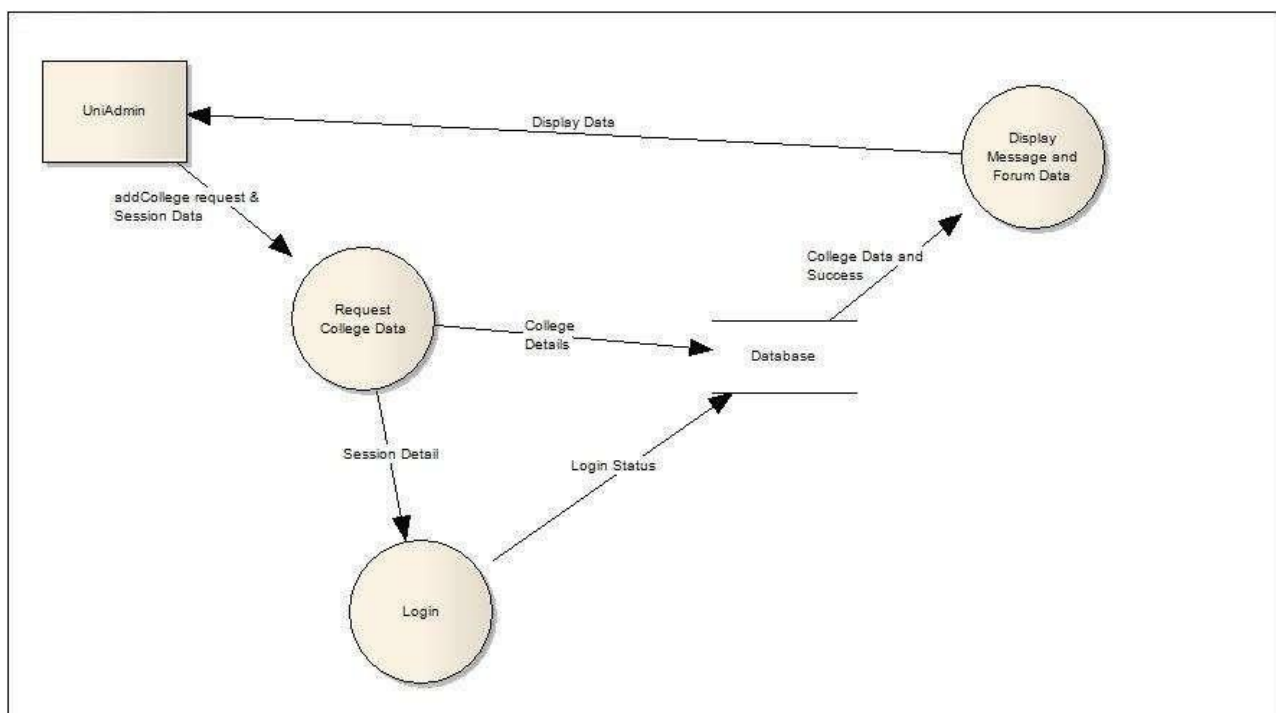 UniAdmin
Display Data
Display
Message and
Forum Data
addCollege request &
Session Data
College Data and
Success
Request
College Data
College
Details
Database
Session Detail
Login Status
Login